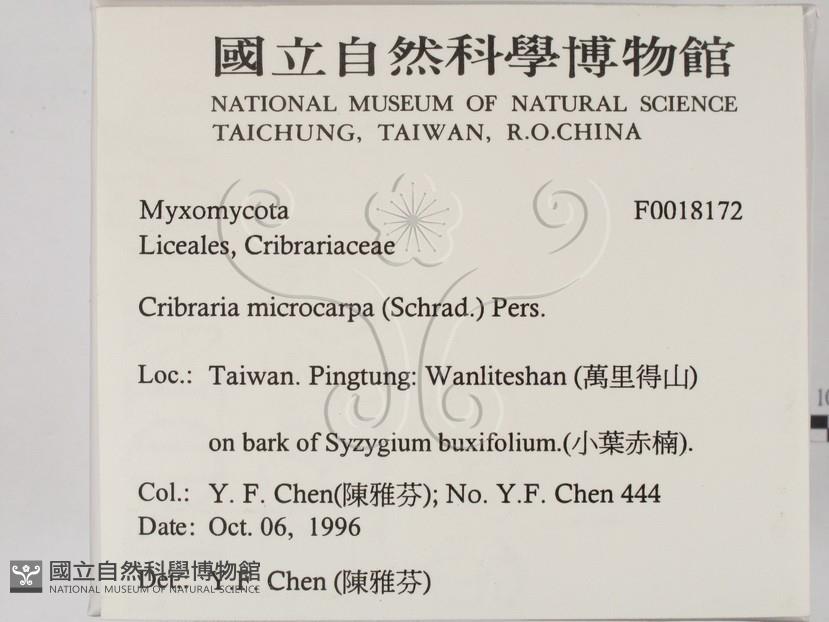 國立自然科學博物館
NATIONAL MUSEUM OF NATURAL SCIENCE
TAICHUNG, TAIWAN, R.O.CHINA
Myxomycota F0018172
Liceales, Cribrariaceae
Cribraria microcarpa (Schrad.) Pers.
Loc.: Taiwan. Pingtung: Wanliteshan (萬里得山)
on bark of Syzygium buxifolium.(小葉赤楠).
Col.: Y. F. Chen(陳雅芬); No. Y.F. Chen 444
Date: Oct. 06, 1996
Det.: Y.F. Chen (陳雅芬)
國立自然科學博物館
NATIONAL MUSEUM OF NATURAL SCIENCE